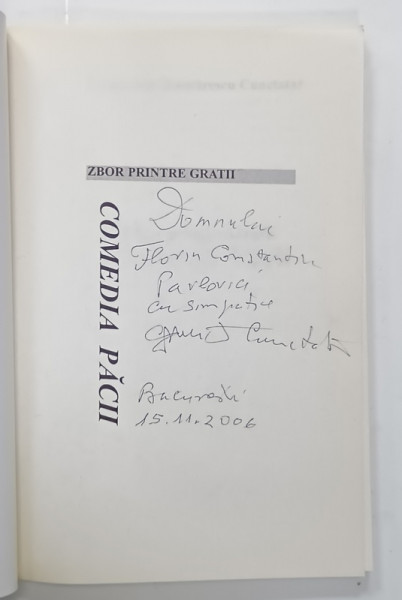 ZBOR PRINTRE GRATII
COMEDIA PĂCII
Domnului
Florin Constantin
Pavlovici
cu simpatie
București
15.11.2006